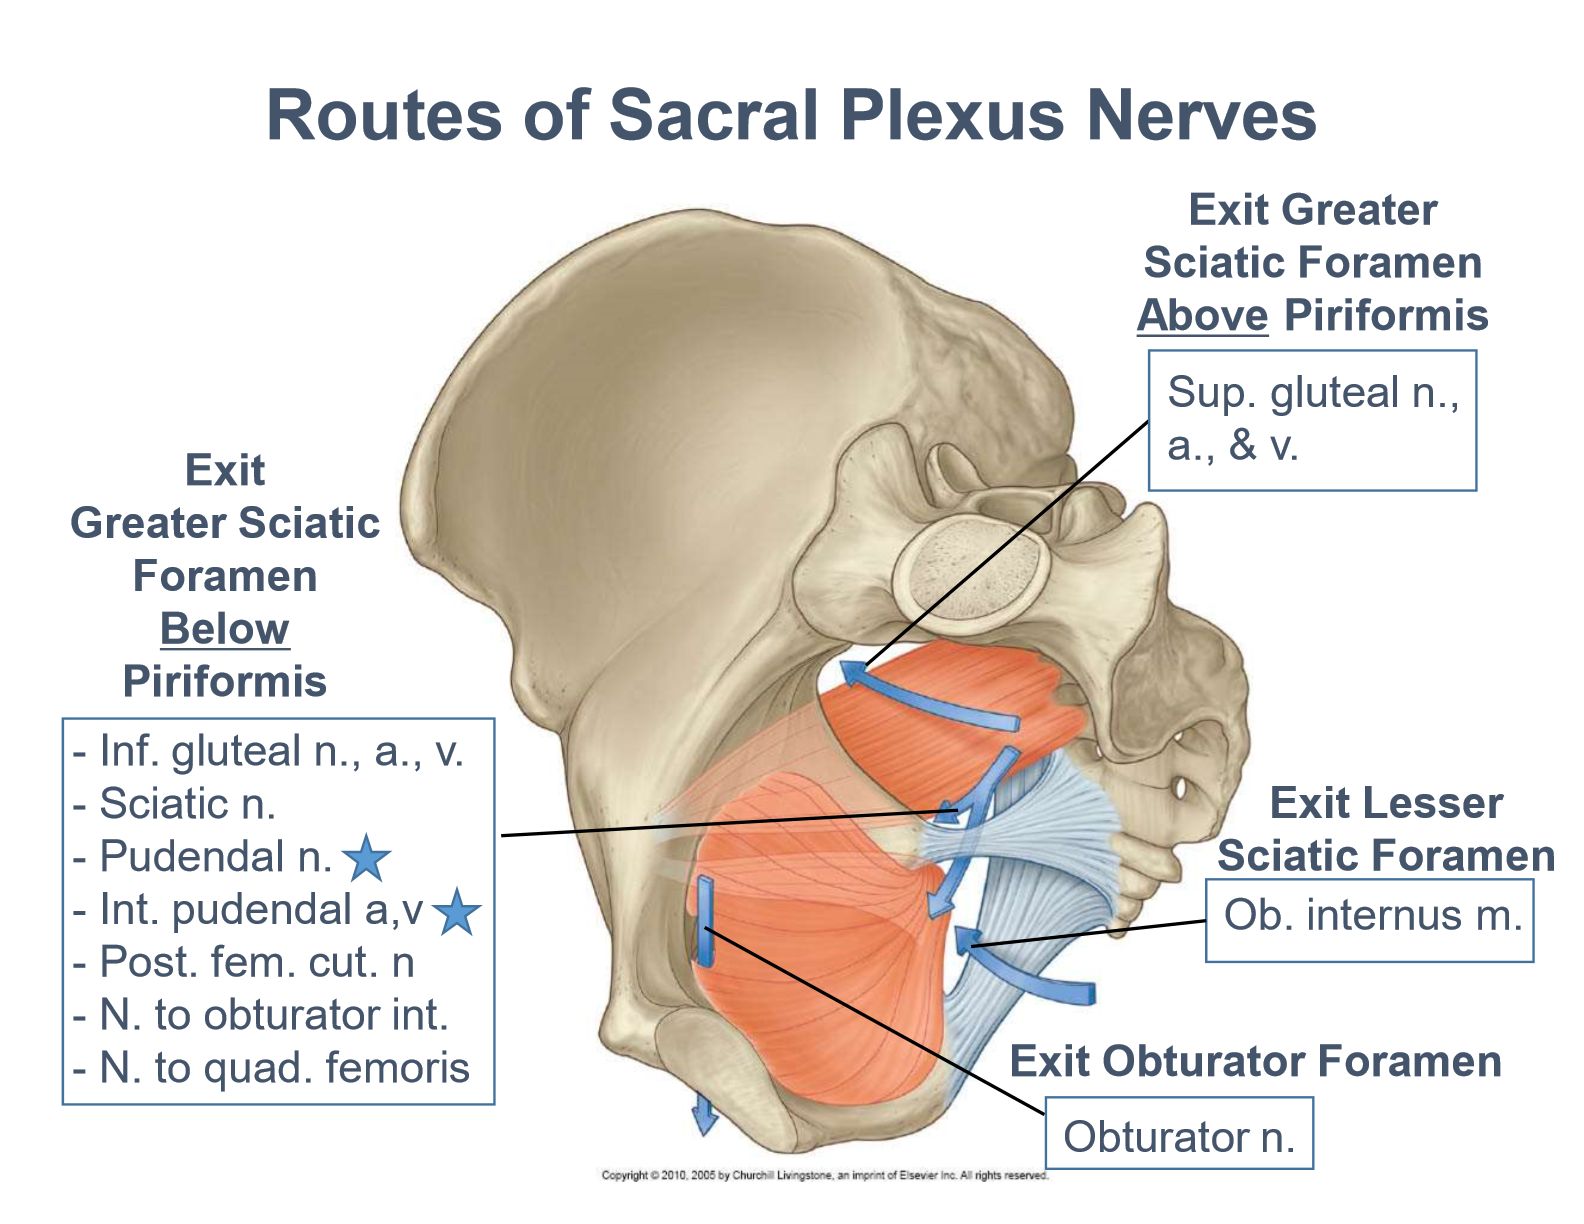 Routes of Sacral Plexus Nerves
Exit Greater
Sciatic Foramen
Above Piriformis
Sup. gluteal n.,
a., & v.
Exit
Greater Sciatic
Foramen
Below
Piriformis
- Inf. gluteal n., a., v.
- Sciatic n.
- Pudendal n.
- Int. pudendal a,v
- Post. fem. cut. n
- N. to obturator int.
- N. to quad. femoris
Exit Lesser
Sciatic Foramen
Ob. internus m.
Exit Obturator Foramen
Obturator n.
Copyright © 2010, 2005 by Churchill Livingstone, an imprint of Elsevier Inc. All rights reserved.